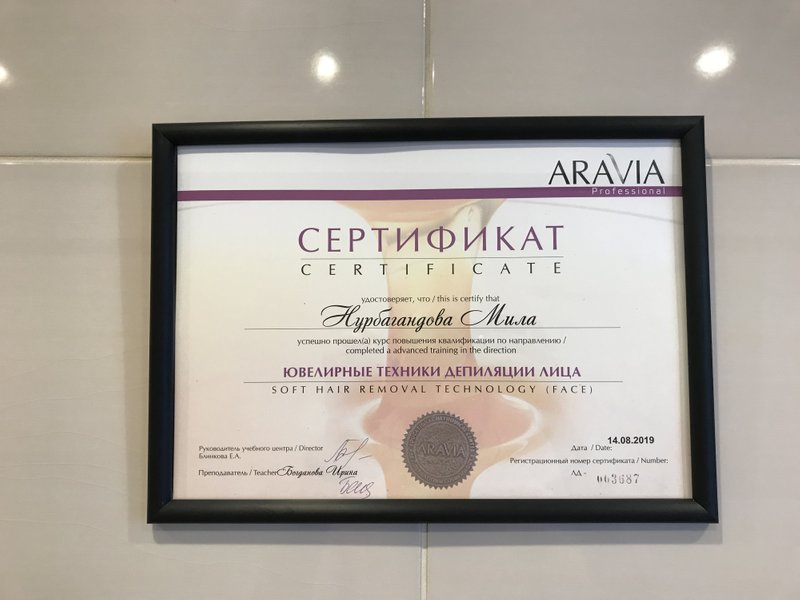 ARAVIA
Professional
СЕРТИФИКАТ
CERTIFICATE
удостоверяет, что / this is certify that
Нурбагандова Мила
успешно прошел(а) курс повышения квалификации по направлению /
completed a advanced training in the direction
ЮВЕЛИРНЫЕ ТЕХНИКИ ДЕПИЛЯЦИИ ЛИЦА
SOFT HAIR REMOVAL TECHNOLOGY (FACE)
Руководитель учебного центра / Director
Блинкова Е.А.
Преподаватель / Teacher Богданова Ирина
ARAVIA
Дата / Date: 14.08.2019
Регистрационный номер сертификата / Number:
АД - 003687